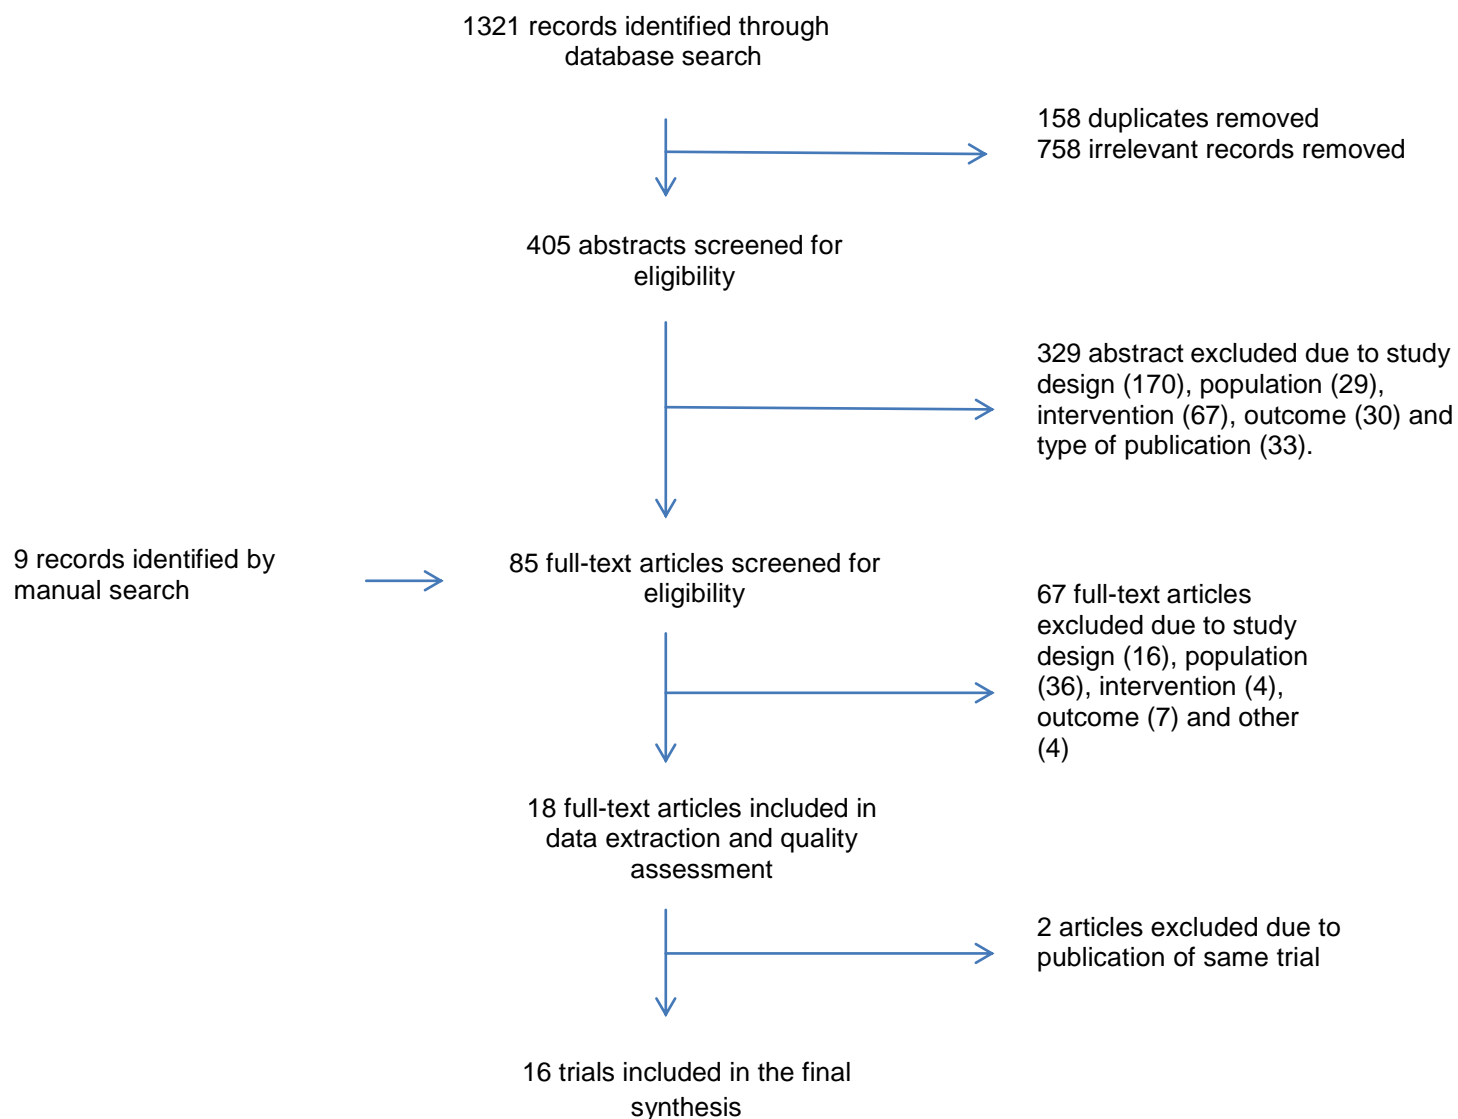 1321 records identified through
database search
158 duplicates removed
758 irrelevant records removed
405 abstracts screened for
eligibility
329 abstract excluded due to study
design (170), population (29),
intervention (67), outcome (30) and
type of publication (33).
9 records identified by
manual search
85 full-text articles screened for
eligibility
67 full-text articles
excluded due to study
design (16), population
(36), intervention (4),
outcome (7) and other
(4)
18 full-text articles included in
data extraction and quality
assessment
2 articles excluded due to
publication of same trial
16 trials included in the final
synthesis